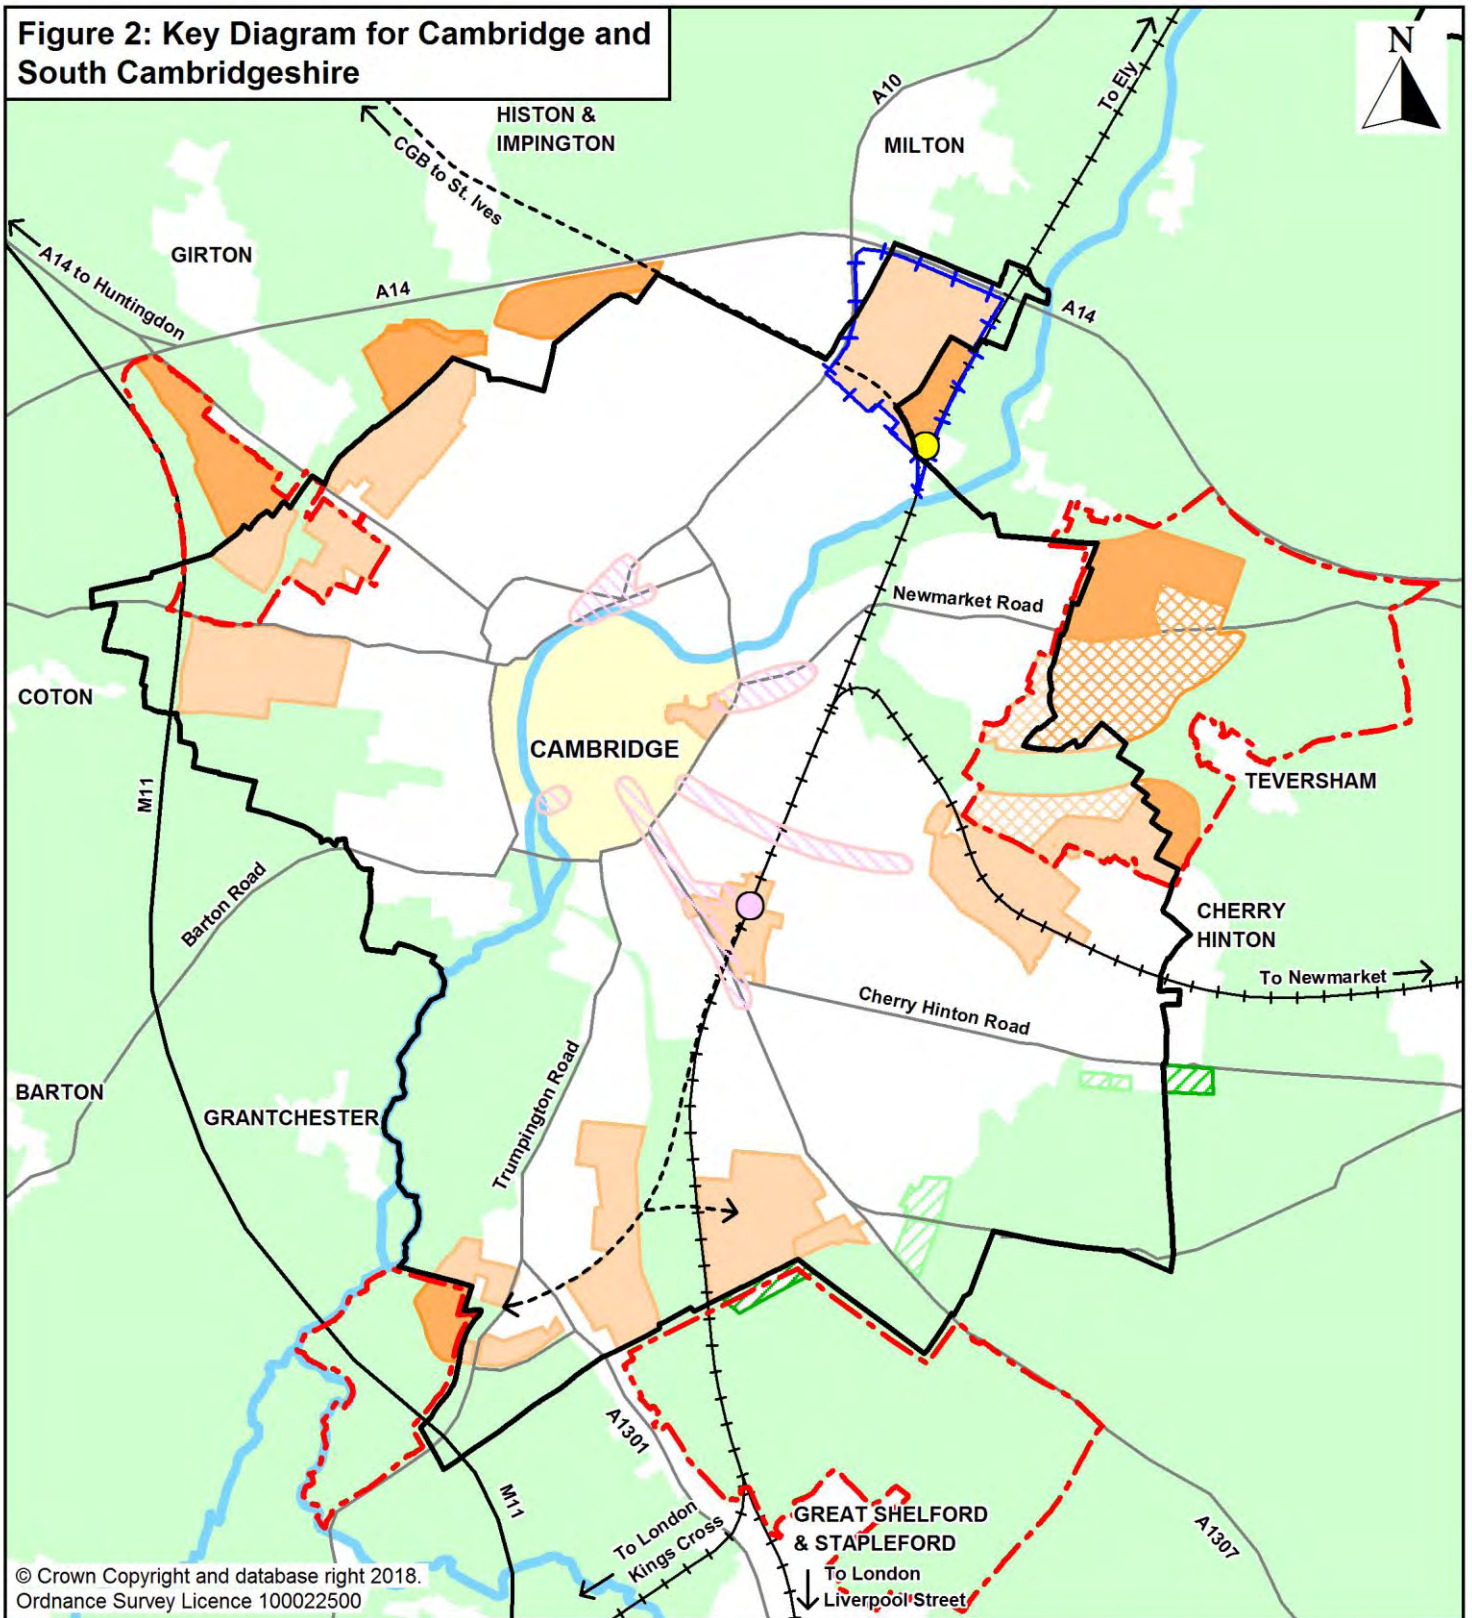 Figure 2: Key Diagram for Cambridge and
South Cambridgeshire
N
HISTON &
IMPINGTON
A10
To Ely
MILTON
CGB to St. Ives
GIRTON
A14 to Huntingdon
A14
A14
Newmarket Road
COTON
CAMBRIDGE
TEVERSHAM
M11
Barton Road
CHERRY
HINTON
To Newmarket
Cherry Hinton Road
BARTON
GRANTCHESTER
Trumpington Road
A1301
M11
To London
Kings Cross
GREAT SHELFORD
& STAPLEFORD
A1307
To London
Liverpool Street
© Crown Copyright and database right 2018.
Ordnance Survey Licence 100022500